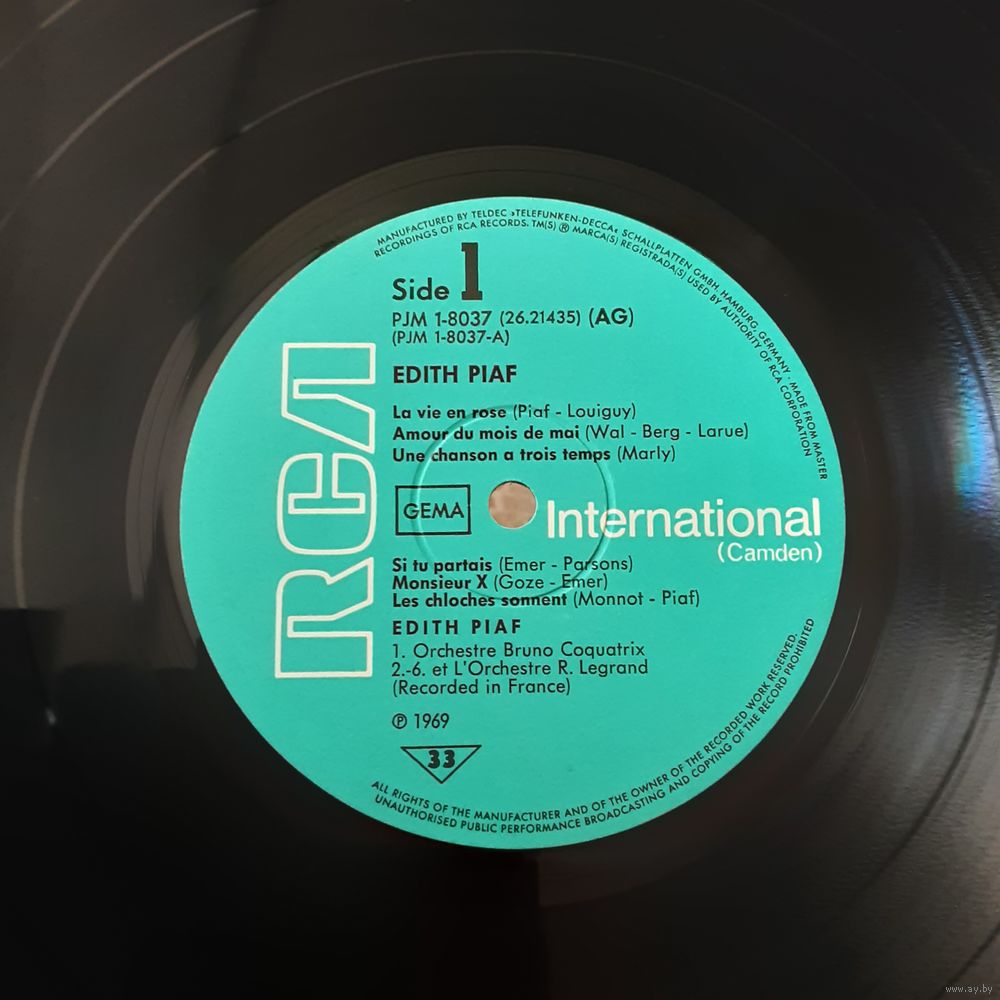 MANUFACTURED BY TELDEC »TELEFUNKEN-DECCA« SCHALLPLATTEN GMBH, HAMBURG, GERMANY · MADE FROM MASTER
RECORDINGS OF RCA RECORDS. TM(S) ® MARCA(S) REGISTRADA(S) USED BY AUTHORITY OF RCA CORPORATION
Side 1
PJM 1-8037 (26.21435) (AG)
(PJM 1-8037-A)
EDITH PIAF
La vie en rose (Piaf - Louiguy)
Amour du mois de mai (Wal - Berg - Larue)
Une chanson a trois temps (Marly)
RCA
GEMA
International
(Camden)
Si tu partais (Emer - Parsons)
Monsieur X (Goze - Emer)
Les chloches sonnent (Monnot - Piaf)
EDITH PIAF
1. Orchestre Bruno Coquatrix
2.-6. et L'Orchestre R. Legrand
(Recorded in France)
℗ 1969
33
ALL RIGHTS OF THE MANUFACTURER AND OF THE OWNER OF THE RECORDED WORK RESERVED.
UNAUTHORISED PUBLIC PERFORMANCE BROADCASTING AND COPYING OF THE RECORD PROHIBITED
www.ay.by